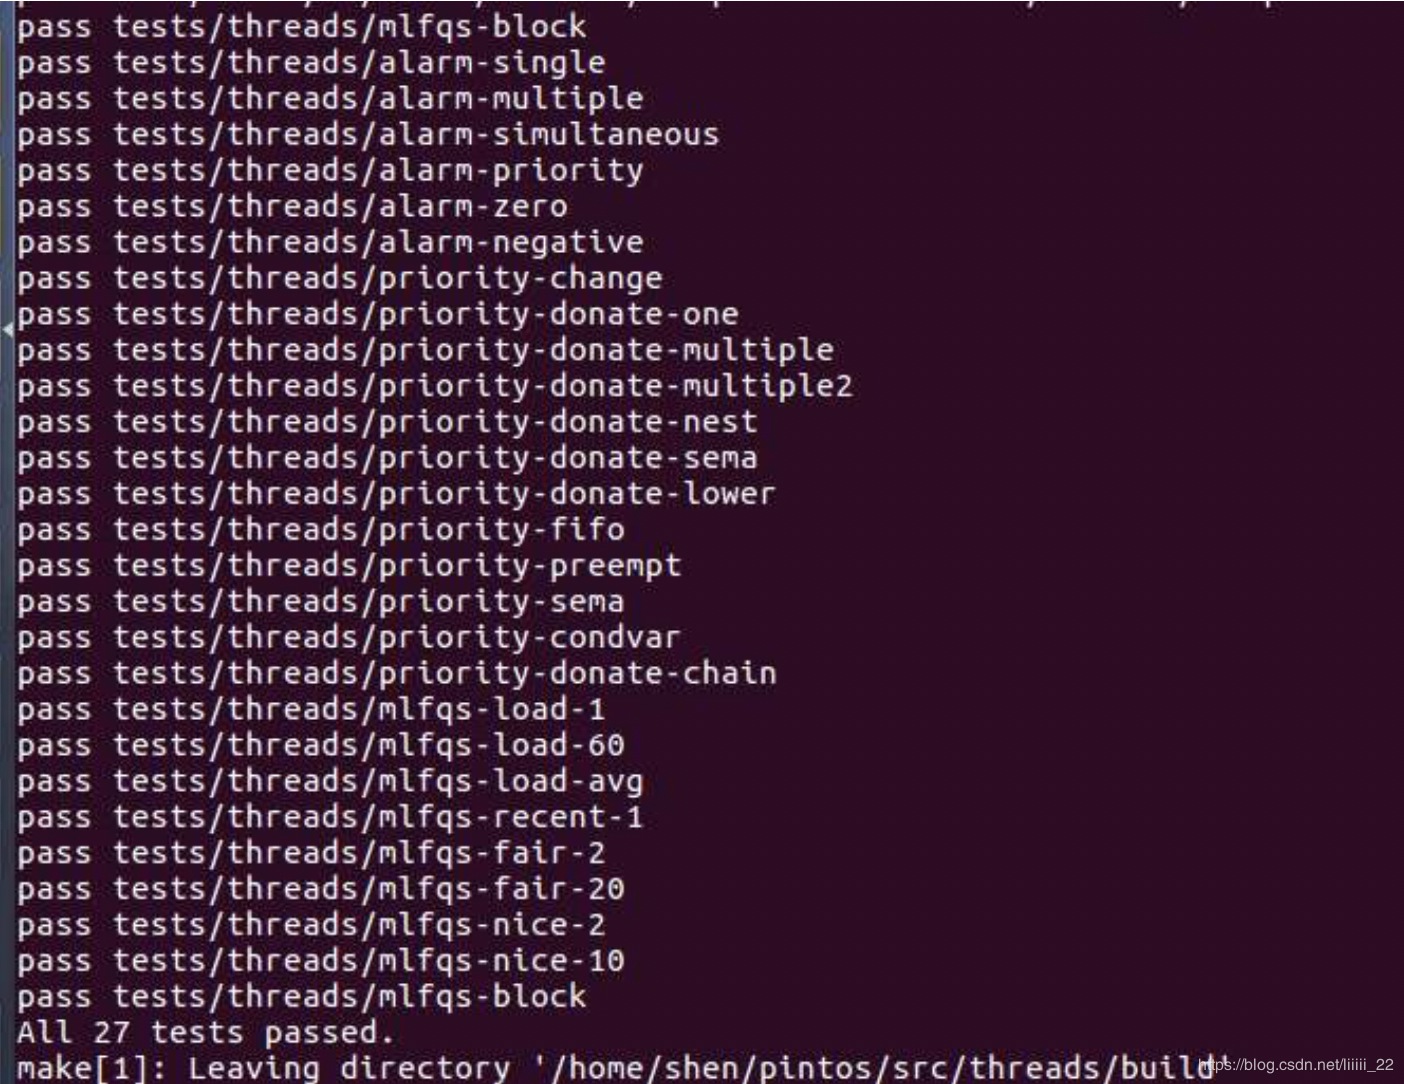 pass tests/threads/mlfqs-block
pass tests/threads/alarm-single
pass tests/threads/alarm-multiple
pass tests/threads/alarm-simultaneous
pass tests/threads/alarm-priority
pass tests/threads/alarm-zero
pass tests/threads/alarm-negative
pass tests/threads/priority-change
pass tests/threads/priority-donate-one
pass tests/threads/priority-donate-multiple
pass tests/threads/priority-donate-multiple2
pass tests/threads/priority-donate-nest
pass tests/threads/priority-donate-sema
pass tests/threads/priority-donate-lower
pass tests/threads/priority-fifo
pass tests/threads/priority-preempt
pass tests/threads/priority-sema
pass tests/threads/priority-condvar
pass tests/threads/priority-donate-chain
pass tests/threads/mlfqs-load-1
pass tests/threads/mlfqs-load-60
pass tests/threads/mlfqs-load-avg
pass tests/threads/mlfqs-recent-1
pass tests/threads/mlfqs-fair-2
pass tests/threads/mlfqs-fair-20
pass tests/threads/mlfqs-nice-2
pass tests/threads/mlfqs-nice-10
pass tests/threads/mlfqs-block
All 27 tests passed.
make[1]: Leaving directory '/home/shen/pintos/src/threads/build'
https://blog.csdn.net/liiiii_22